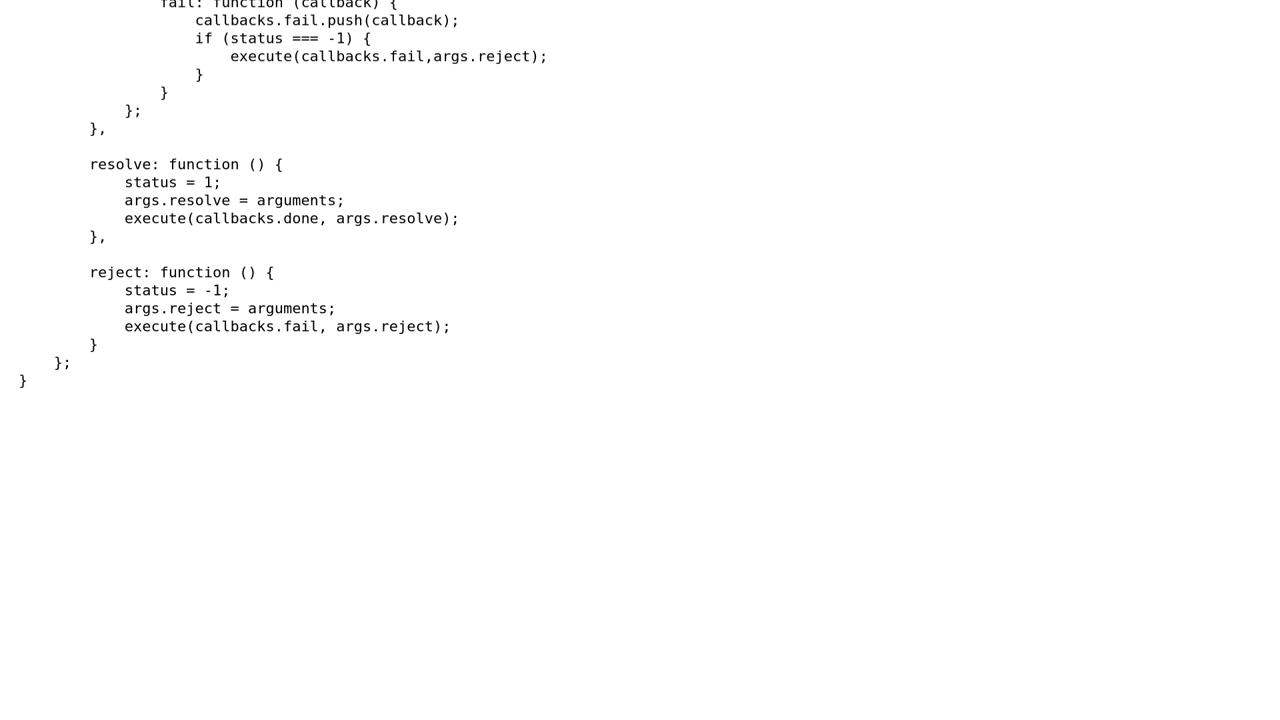 fail: function (callback) {
                    callbacks.fail.push(callback);
                    if (status === -1) {
                        execute(callbacks.fail,args.reject);
                    }
                }
            };
        },

        resolve: function () {
            status = 1;
            args.resolve = arguments;
            execute(callbacks.done, args.resolve);
        },

        reject: function () {
            status = -1;
            args.reject = arguments;
            execute(callbacks.fail, args.reject);
        }
    };
}